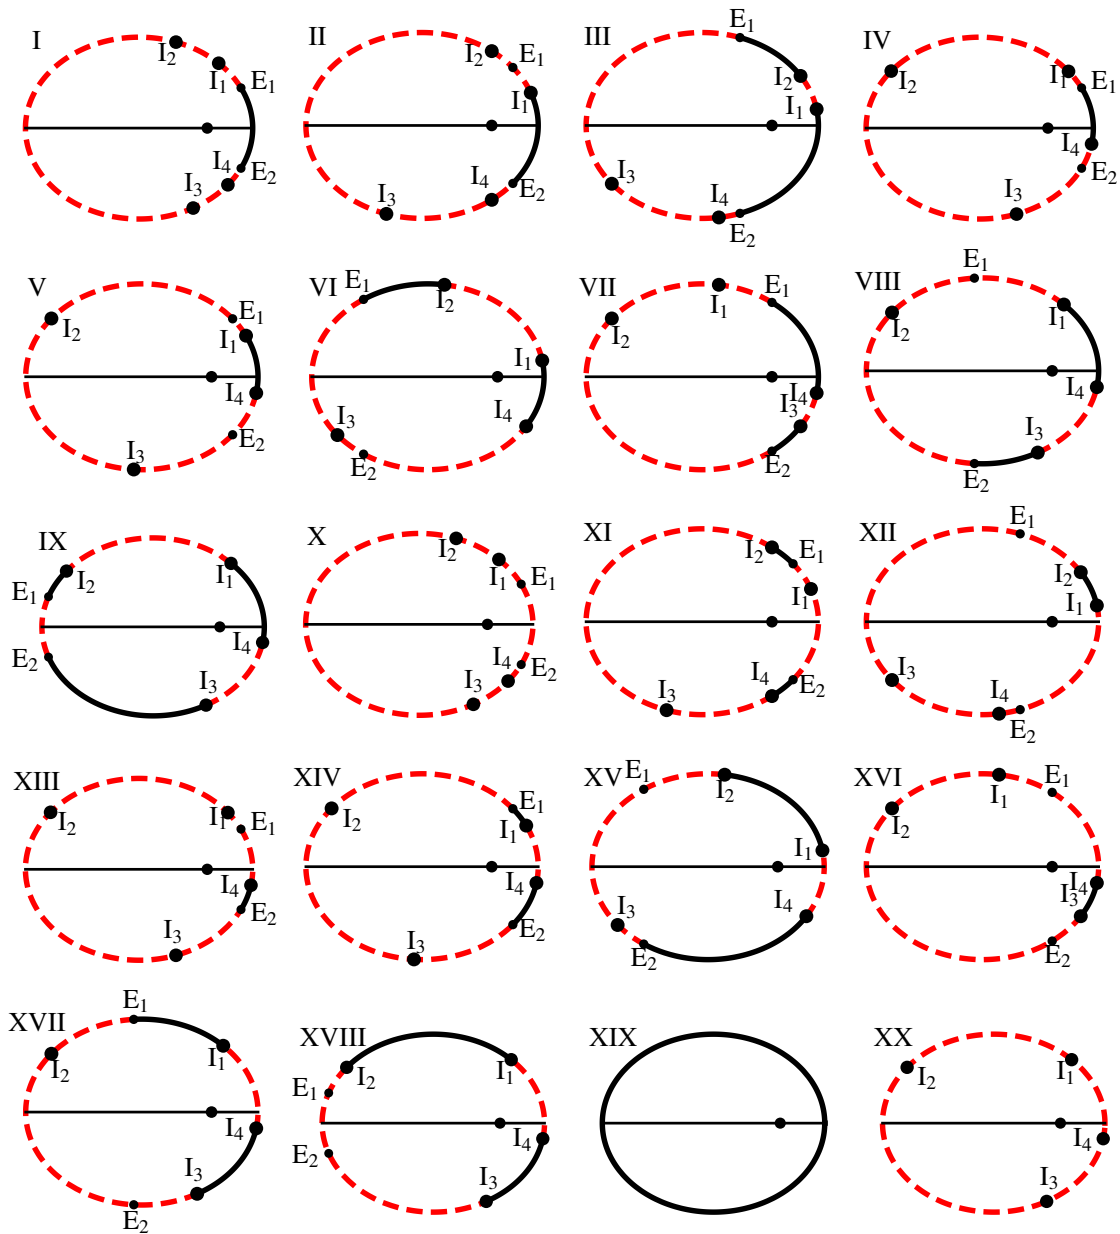 I
I₂
I₁
E₁
I₄
E₂
I₃
II
I₂
E₁
I₁
I₄
E₂
I₃
III
E₁
I₂
I₁
I₃
I₄
E₂
IV
I₂
I₁
E₁
I₄
E₂
I₃
V
I₂
E₁
I₁
I₄
E₂
I₃
VI
E₁
I₂
I₁
I₄
I₃
E₂
VII
I₁
E₁
I₂
I₄
I₃
E₂
VIII
E₁
I₂
I₁
I₄
I₃
E₂
IX
I₁
I₂
E₁
I₄
E₂
I₃
X
I₂
I₁
E₁
I₄
E₂
I₃
XI
I₂
E₁
I₁
I₄
E₂
I₃
XII
E₁
I₂
I₁
I₃
I₄
E₂
XIII
I₂
I₁
E₁
I₄
E₂
I₃
XIV
I₂
E₁
I₁
I₄
E₂
I₃
XV
E₁
I₂
I₁
I₄
I₃
E₂
XVI
I₁
E₁
I₂
I₄
I₃
E₂
XVII
E₁
I₁
I₂
I₄
I₃
E₂
XVIII
I₁
I₂
E₁
I₄
E₂
I₃
XIX
XX
I₁
I₂
I₄
I₃